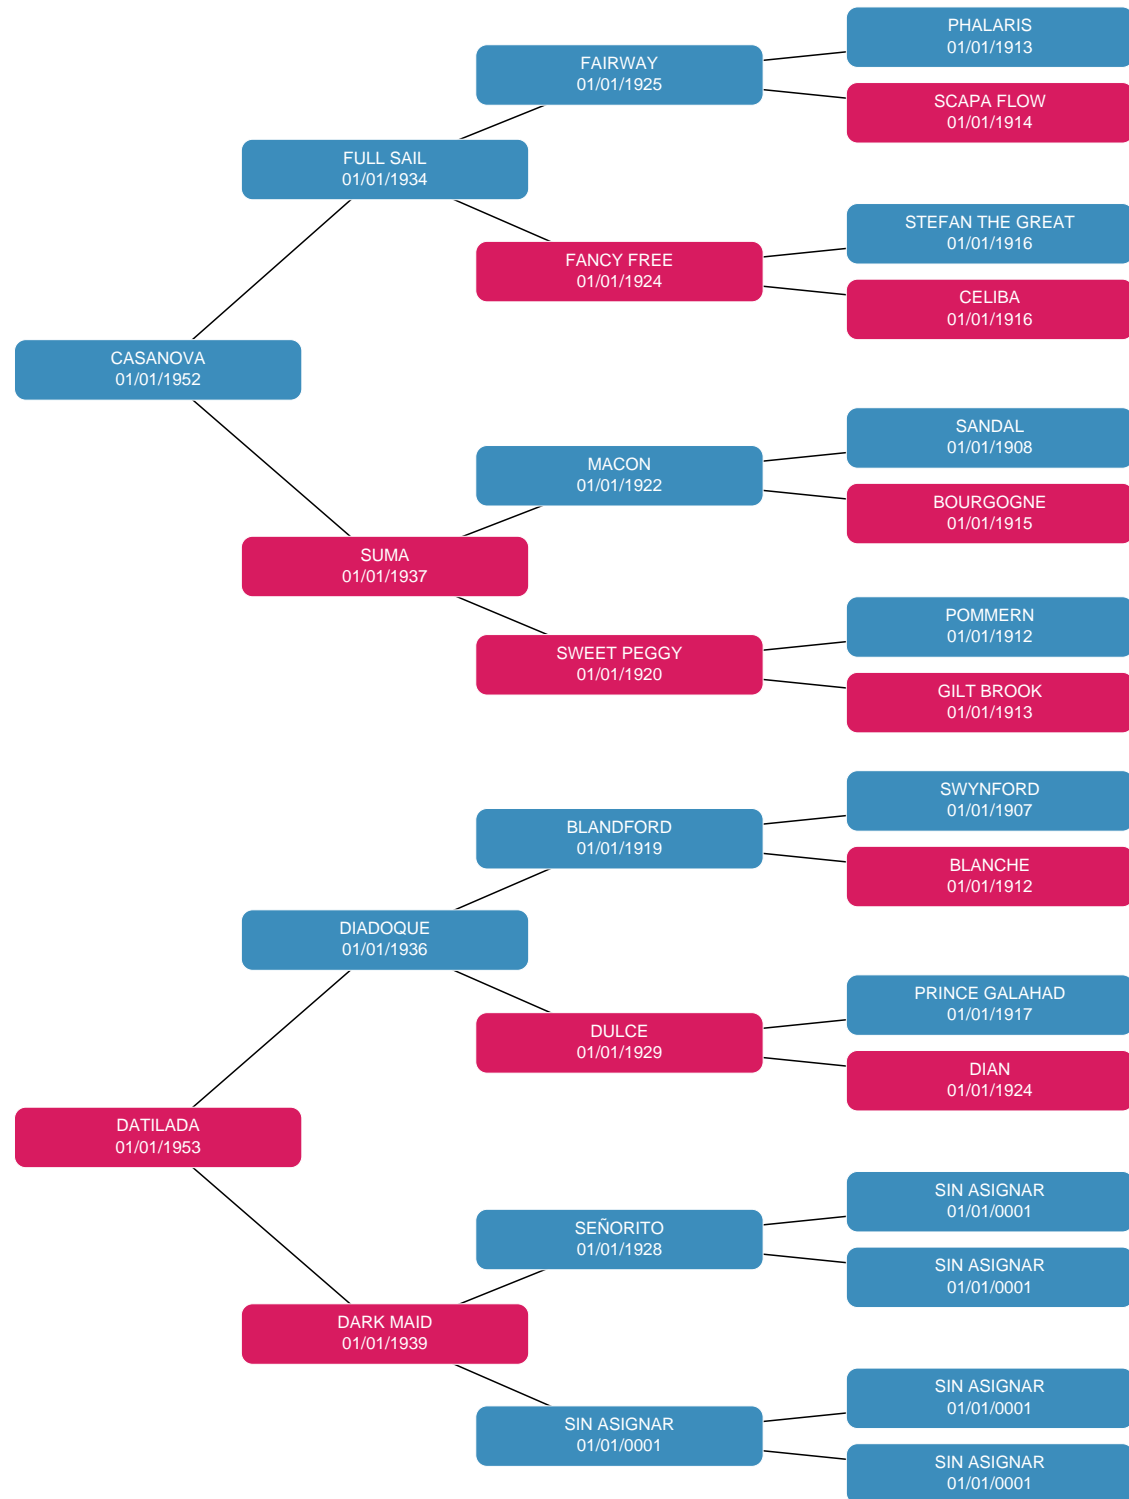 PHALARIS
01/01/1913
FAIRWAY
01/01/1925
SCAPA FLOW
01/01/1914
FULL SAIL
01/01/1934
STEFAN THE GREAT
01/01/1916
FANCY FREE
01/01/1924
CELIBA
01/01/1916
CASANOVA
01/01/1952
SANDAL
01/01/1908
MACON
01/01/1922
BOURGOGNE
01/01/1915
SUMA
01/01/1937
POMMERN
01/01/1912
SWEET PEGGY
01/01/1920
GILT BROOK
01/01/1913
SWYNFORD
01/01/1907
BLANDFORD
01/01/1919
BLANCHE
01/01/1912
DIADOQUE
01/01/1936
PRINCE GALAHAD
01/01/1917
DULCE
01/01/1929
DIAN
01/01/1924
DATILADA
01/01/1953
SIN ASIGNAR
01/01/0001
SEÑORITO
01/01/1928
SIN ASIGNAR
01/01/0001
DARK MAID
01/01/1939
SIN ASIGNAR
01/01/0001
SIN ASIGNAR
01/01/0001
SIN ASIGNAR
01/01/0001